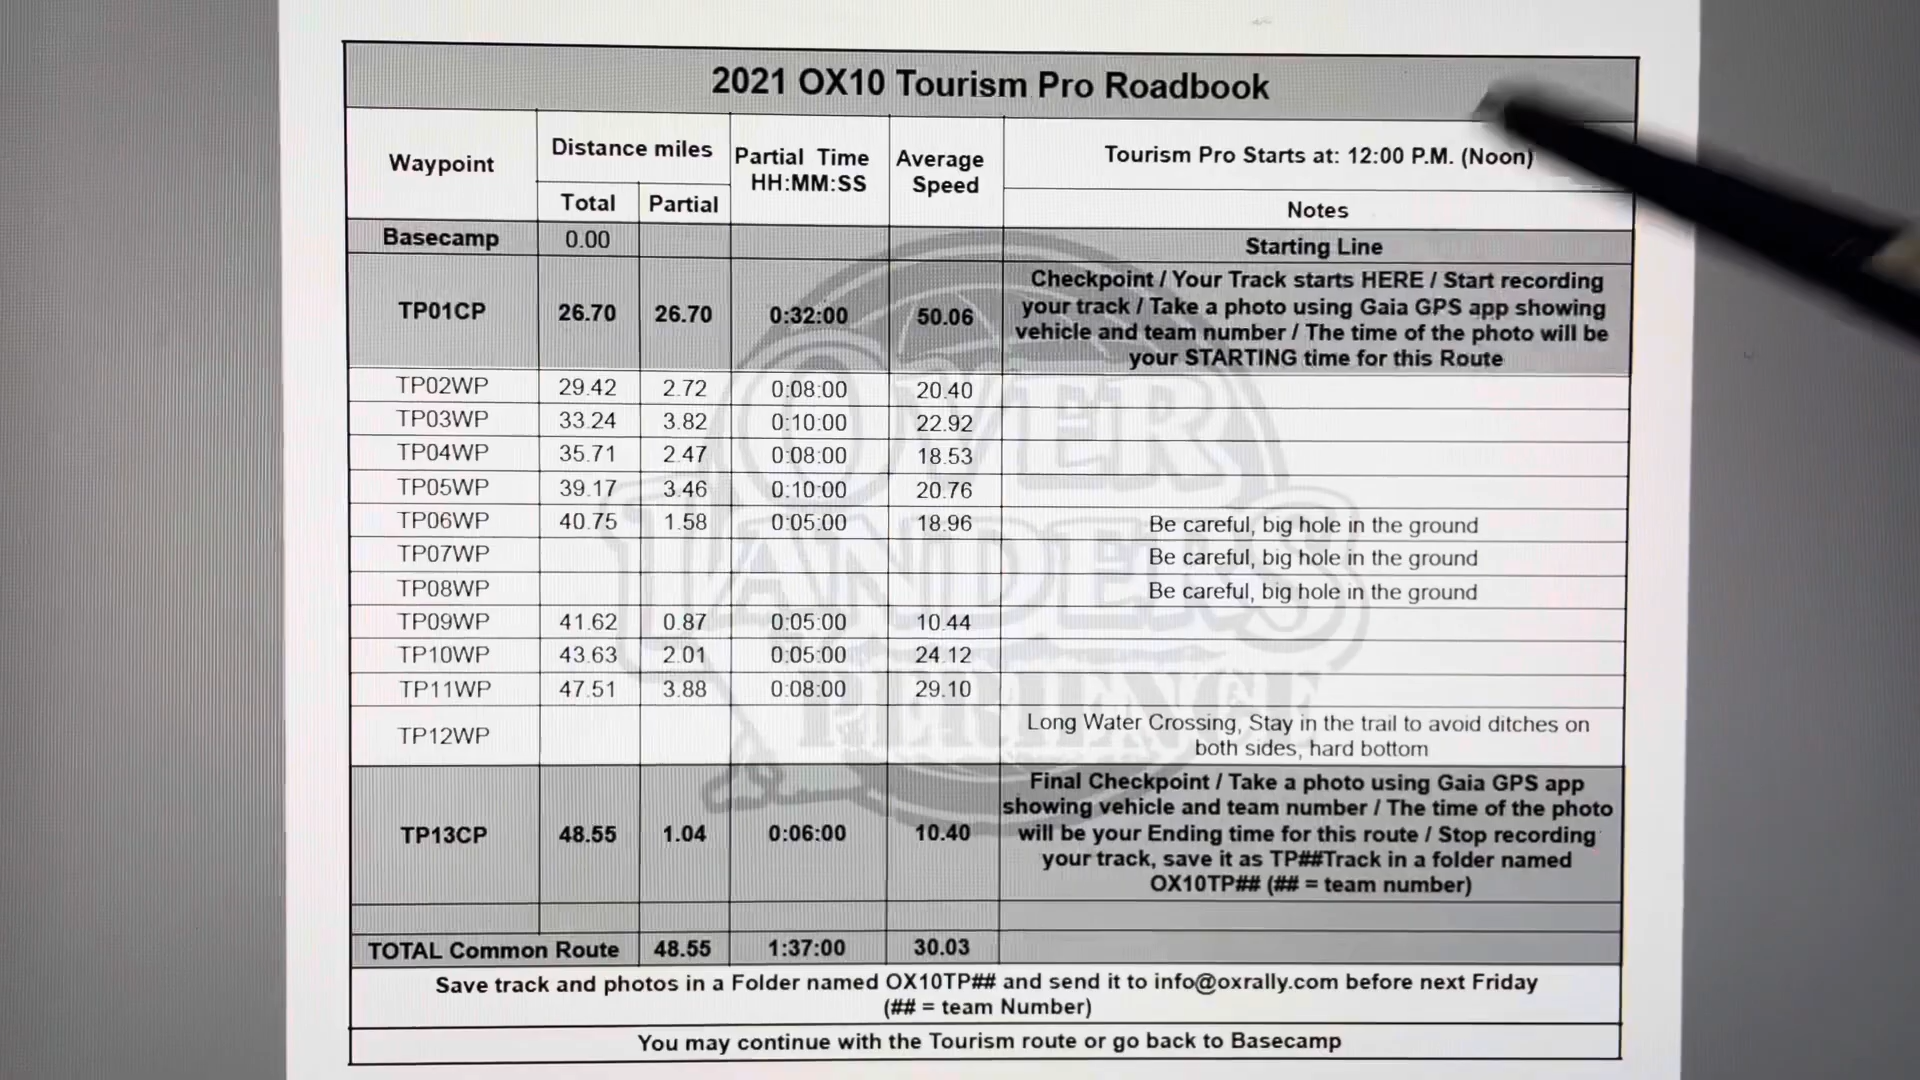 2021 OX10 Tourism Pro Roadbook
Waypoint
Distance miles
Total Partial
Partial Time
HH:MM:SS
Average
Speed
Tourism Pro Starts at: 12:00 P.M. (Noon)
Notes
Basecamp 0.00 Starting Line
TP01CP 26.70 26.70 0:32:00 50.06
Checkpoint / Your Track starts HERE / Start recording
your track / Take a photo using Gaia GPS app showing
vehicle and team number / The time of the photo will be
your STARTING time for this Route
TP02WP 29.42 2.72 0:08:00 20.40
TP03WP 33.24 3.82 0:10:00 22.92
TP04WP 35.71 2.47 0:08:00 18.53
TP05WP 39.17 3.46 0:10:00 20.76
TP06WP 40.75 1.58 0:05:00 18.96 Be careful, big hole in the ground
TP07WP Be careful, big hole in the ground
TP08WP Be careful, big hole in the ground
TP09WP 41.62 0.87 0:05:00 10.44
TP10WP 43.63 2.01 0:05:00 24.12
TP11WP 47.51 3.88 0:08:00 29.10
TP12WP
Long Water Crossing, Stay in the trail to avoid ditches on
both sides, hard bottom
TP13CP 48.55 1.04 0:06:00 10.40
Final Checkpoint / Take a photo using Gaia GPS app
showing vehicle and team number / The time of the photo
will be your Ending time for this route / Stop recording
your track, save it as TP##Track in a folder named
OX10TP## (## = team number)
TOTAL Common Route 48.55 1:37:00 30.03
Save track and photos in a Folder named OX10TP## and send it to info@oxrally.com before next Friday
(## = team Number)
You may continue with the Tourism route or go back to Basecamp
OVER
LANDERS
PERIENCE